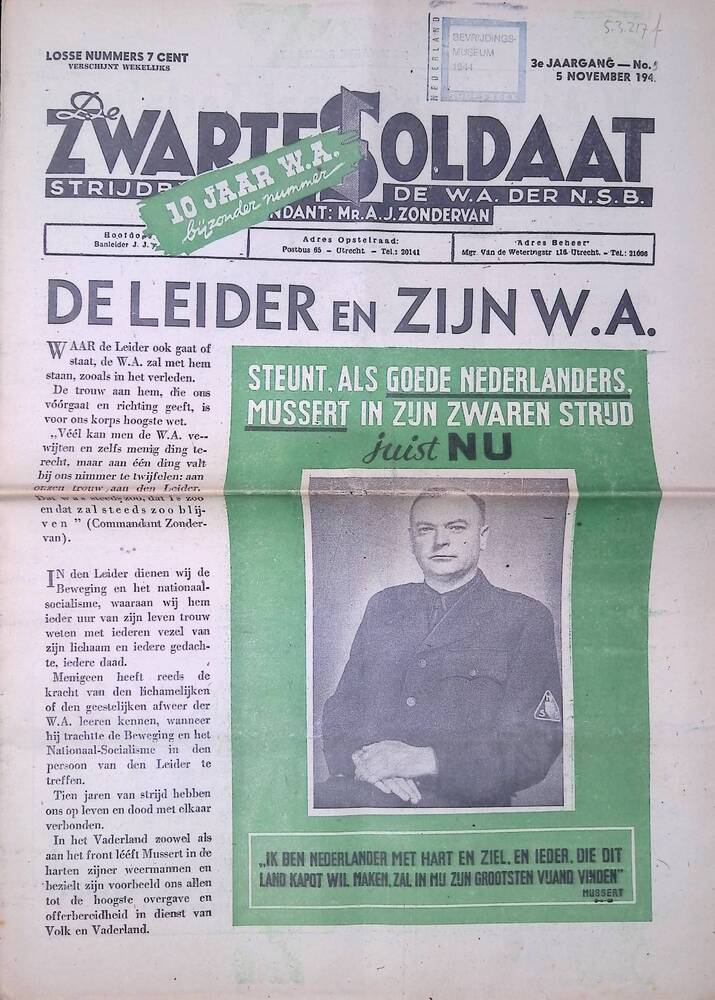 5.3.217
NEDERLAND
BEVRIJDINGS-
MUSEUM
1944
LOSSE NUMMERS 7 CENT
VERSCHIJNT WEKELIJKS
3e JAARGANG — No.
5 NOVEMBER 194
De
ZWARTE SOLDAAT
STRIJDB
DE W.A. DER N.S.B.
10 JAAR W.A.
bijzonder nummer
NDANT: MR. A. J. ZONDERVAN
Hoofdop
Banleider J. J.
Adres Opstelraad:
Postbus 65 — Utrecht. — Tel.: 20141
Adres Beheer
Mgr. Van de Weteringstr 118 Utrecht. — Tel.: 21606
DE LEIDER EN ZIJN W.A.
WAAR de Leider ook gaat of
staat, de W.A. zal met hem
staan, zooals in het verleden.
De trouw aan hem, die ons
vóórgaat en richting geeft, is
voor ons korps hoogste wet.
„Véél kan men de W.A. ver-
wijten en zelfs menig ding te-
recht, maar aan één ding valt
bij ons nimmer te twijfelen: aan
onzen trouw aan den Leider.
Dat was steeds zoo, dat is zoo
en dat zal steeds zoo blij-
ven" (Commandant Zonder-
van).
IN den Leider dienen wij de
Beweging en het nationaal-
socialisme, waaraan wij hem
ieder uur van zijn leven trouw
weten met iederen vezel van
zijn lichaam en iedere gedach-
te, iedere daad.
Menigeen heeft reeds de
kracht van den lichamelijken
of den geestelijken afweer der
W.A. leeren kennen, wanneer
hij trachtte de Beweging en het
Nationaal-Socialisme in den
persoon van den Leider te
treffen.
Tien jaren van strijd hebben
ons op leven en dood met elkaar
verbonden.
In het Vaderland zoowel als
aan het front lééft Mussert in de
harten zijner weermannen en
bezielt zijn voorbeeld ons allen
tot de hoogste overgave en
offerbereidheid in dienst van
Volk en Vaderland.
STEUNT, ALS GOEDE NEDERLANDERS,
MUSSERT IN ZIJN ZWAREN STRIJD
juist NU
„IK BEN NEDERLANDER MET HART EN ZIEL, EN IEDER, DIE DIT
LAND KAPOT WIL MAKEN, ZAL IN MIJ ZIJN GROOTSTEN VIJAND VINDEN"
MUSSERT